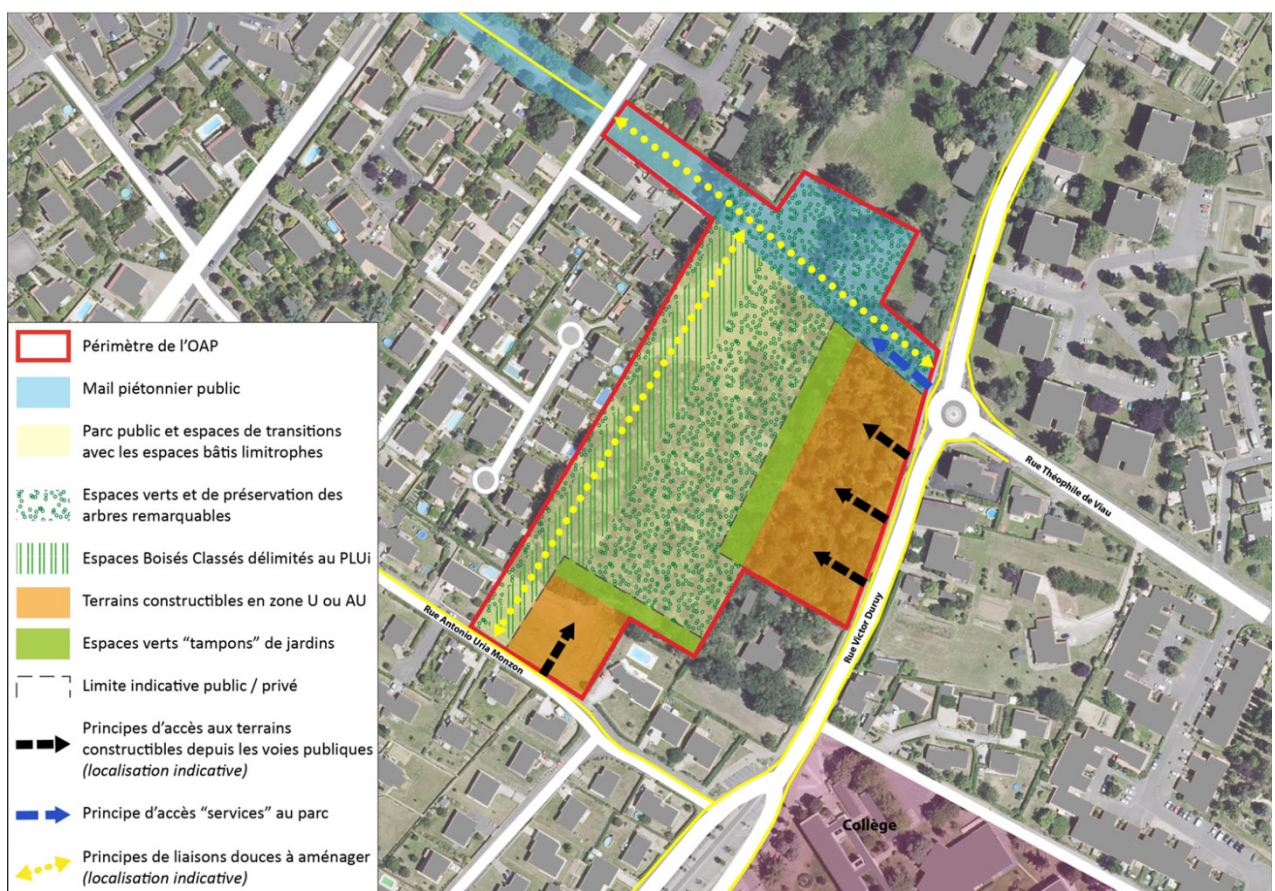 Périmètre de l’OAP
Mail piétonnier public
Parc public et espaces de transitions
avec les espaces bâtis limitrophes
Espaces verts et de préservation des
arbres remarquables
Espaces Boisés Classés délimités au PLUi
Terrains constructibles en zone U ou AU
Espaces verts “tampons” de jardins
Limite indicative public / privé
Principes d’accès aux terrains
constructibles depuis les voies publiques
(localisation indicative)
Principe d’accès “services” au parc
Principes de liaisons douces à aménager
(localisation indicative)
Rue Théophile de Viau
Rue Antonio Uria Monzon
Rue Victor Duruy
Collège